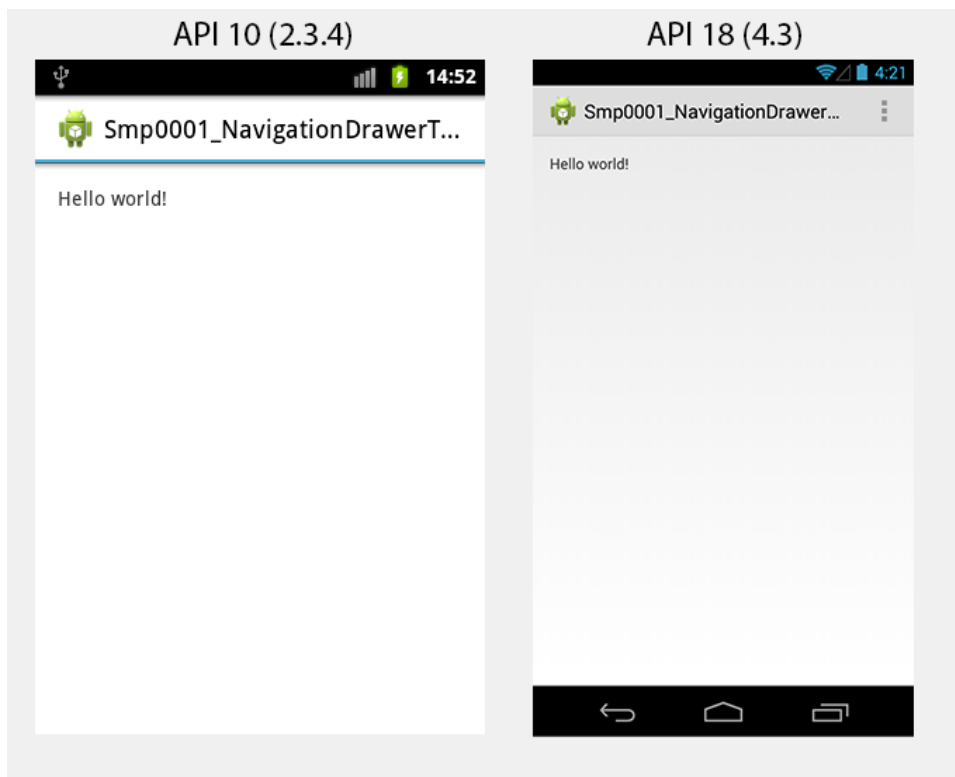 API 10 (2.3.4)
14:52
Smp0001_NavigationDrawerT...
Hello world!
API 18 (4.3)
4:21
Smp0001_NavigationDrawer...
Hello world!